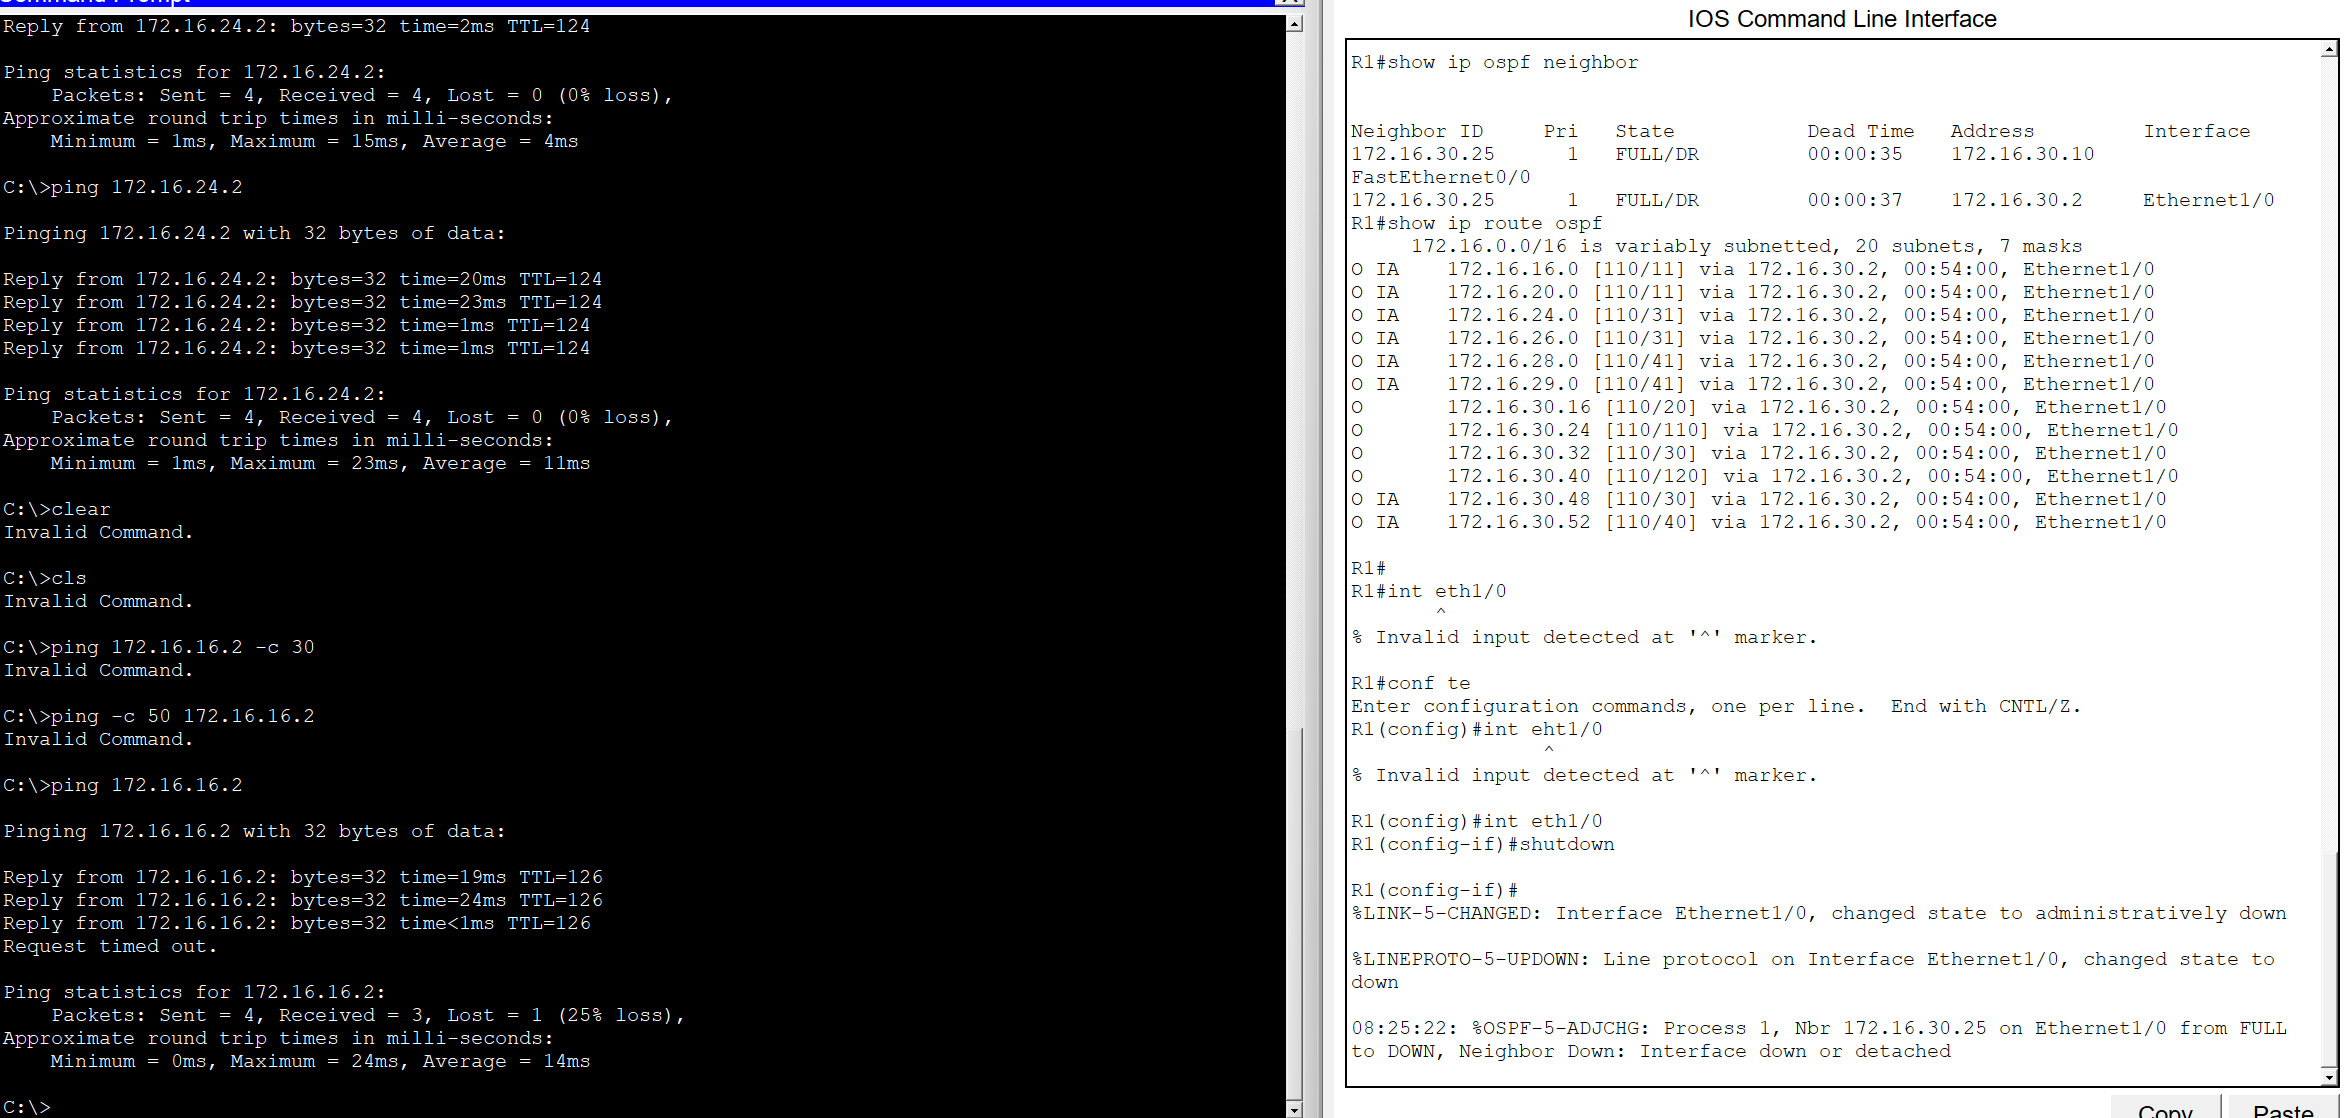 Command Prompt
X
Reply from 172.16.24.2: bytes=32 time=2ms TTL=124
Ping statistics for 172.16.24.2:
    Packets: Sent = 4, Received = 4, Lost = 0 (0% loss),
Approximate round trip times in milli-seconds:
    Minimum = 1ms, Maximum = 15ms, Average = 4ms
C:\>ping 172.16.24.2
Pinging 172.16.24.2 with 32 bytes of data:
Reply from 172.16.24.2: bytes=32 time=20ms TTL=124
Reply from 172.16.24.2: bytes=32 time=23ms TTL=124
Reply from 172.16.24.2: bytes=32 time=1ms TTL=124
Reply from 172.16.24.2: bytes=32 time=1ms TTL=124
Ping statistics for 172.16.24.2:
    Packets: Sent = 4, Received = 4, Lost = 0 (0% loss),
Approximate round trip times in milli-seconds:
    Minimum = 1ms, Maximum = 23ms, Average = 11ms
C:\>clear
Invalid Command.
C:\>cls
Invalid Command.
C:\>ping 172.16.16.2 -c 30
Invalid Command.
C:\>ping -c 50 172.16.16.2
Invalid Command.
C:\>ping 172.16.16.2
Pinging 172.16.16.2 with 32 bytes of data:
Reply from 172.16.16.2: bytes=32 time=19ms TTL=126
Reply from 172.16.16.2: bytes=32 time=24ms TTL=126
Reply from 172.16.16.2: bytes=32 time<1ms TTL=126
Request timed out.
Ping statistics for 172.16.16.2:
    Packets: Sent = 4, Received = 3, Lost = 1 (25% loss),
Approximate round trip times in milli-seconds:
    Minimum = 0ms, Maximum = 24ms, Average = 14ms
C:\>
IOS Command Line Interface
R1#show ip ospf neighbor
Neighbor ID     Pri   State           Dead Time   Address         Interface
172.16.30.25      1   FULL/DR         00:00:35    172.16.30.10
FastEthernet0/0
172.16.30.25      1   FULL/DR         00:00:37    172.16.30.2     Ethernet1/0
R1#show ip route ospf
     172.16.0.0/16 is variably subnetted, 20 subnets, 7 masks
O IA    172.16.16.0 [110/11] via 172.16.30.2, 00:54:00, Ethernet1/0
O IA    172.16.20.0 [110/11] via 172.16.30.2, 00:54:00, Ethernet1/0
O IA    172.16.24.0 [110/31] via 172.16.30.2, 00:54:00, Ethernet1/0
O IA    172.16.26.0 [110/31] via 172.16.30.2, 00:54:00, Ethernet1/0
O IA    172.16.28.0 [110/41] via 172.16.30.2, 00:54:00, Ethernet1/0
O IA    172.16.29.0 [110/41] via 172.16.30.2, 00:54:00, Ethernet1/0
O       172.16.30.16 [110/20] via 172.16.30.2, 00:54:00, Ethernet1/0
O       172.16.30.24 [110/110] via 172.16.30.2, 00:54:00, Ethernet1/0
O       172.16.30.32 [110/30] via 172.16.30.2, 00:54:00, Ethernet1/0
O       172.16.30.40 [110/120] via 172.16.30.2, 00:54:00, Ethernet1/0
O IA    172.16.30.48 [110/30] via 172.16.30.2, 00:54:00, Ethernet1/0
O IA    172.16.30.52 [110/40] via 172.16.30.2, 00:54:00, Ethernet1/0
R1#
R1#int eth1/0
       ^
% Invalid input detected at '^' marker.
R1#conf te
Enter configuration commands, one per line.  End with CNTL/Z.
R1(config)#int eht1/0
                ^
% Invalid input detected at '^' marker.
R1(config)#int eth1/0
R1(config-if)#shutdown
R1(config-if)#
%LINK-5-CHANGED: Interface Ethernet1/0, changed state to administratively down
%LINEPROTO-5-UPDOWN: Line protocol on Interface Ethernet1/0, changed state to
down
08:25:22: %OSPF-5-ADJCHG: Process 1, Nbr 172.16.30.25 on Ethernet1/0 from FULL
to DOWN, Neighbor Down: Interface down or detached
Copy
Paste